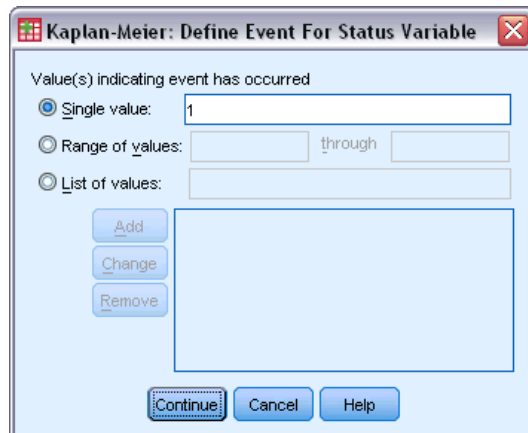 Kaplan-Meier: Define Event For Status Variable
Value(s) indicating event has occurred
Single value: 1
Range of values: through
List of values:
Add
Change
Remove
Continue Cancel Help